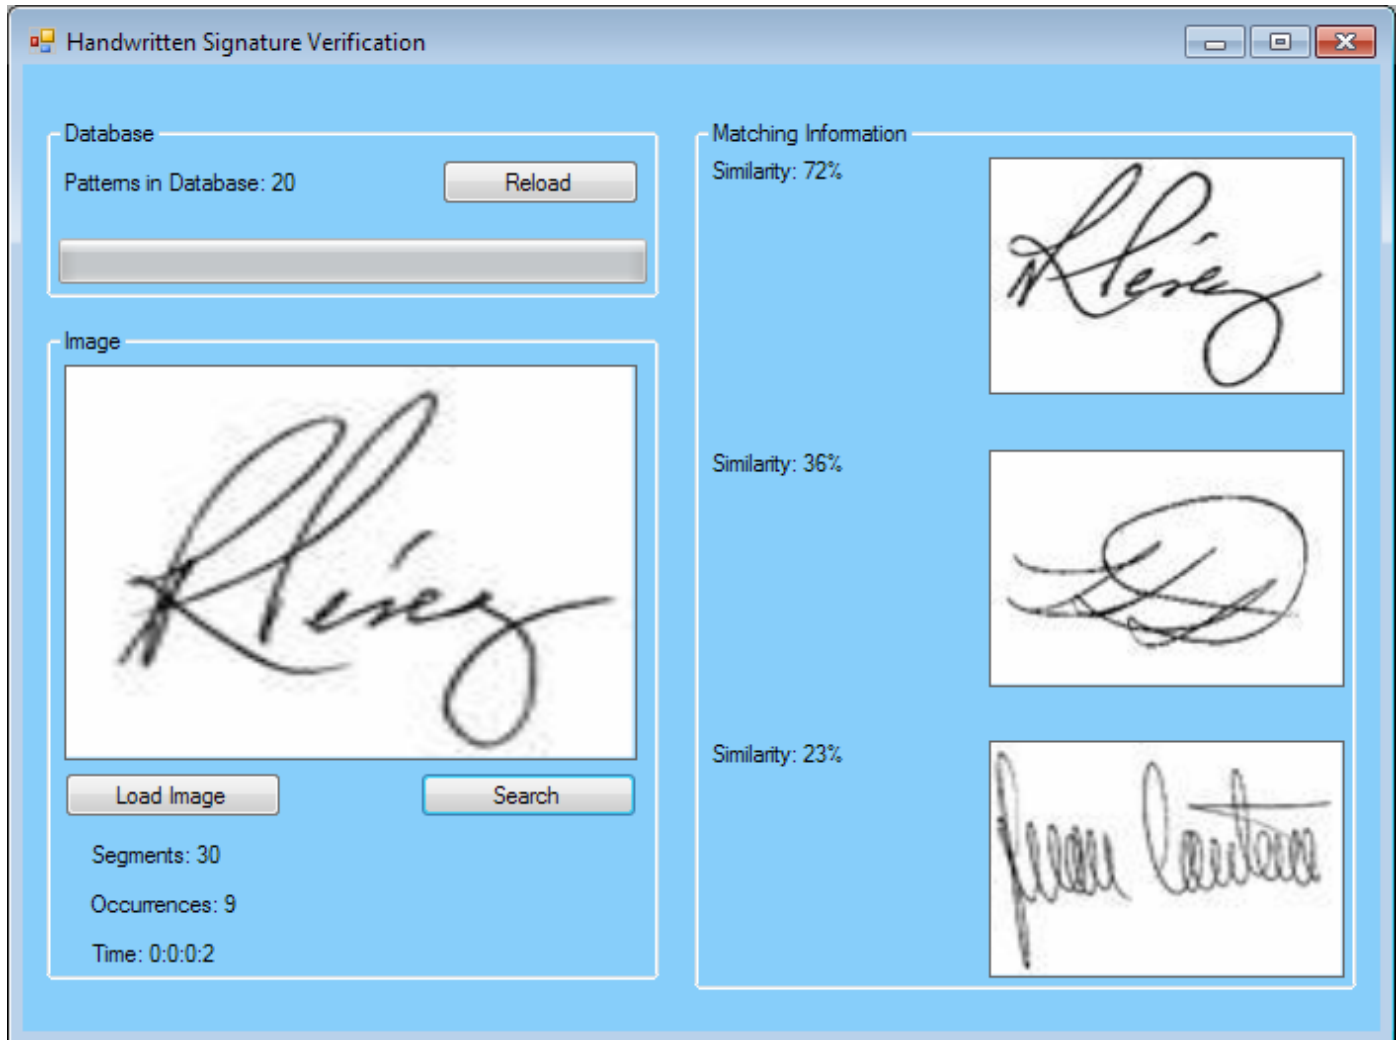 Handwritten Signature Verification
Database
Patterns in Database: 20
Reload
Image
Load Image
Search
Segments: 30
Occurrences: 9
Time: 0:0:0:2
Matching Information
Similarity: 72%
Similarity: 36%
Similarity: 23%